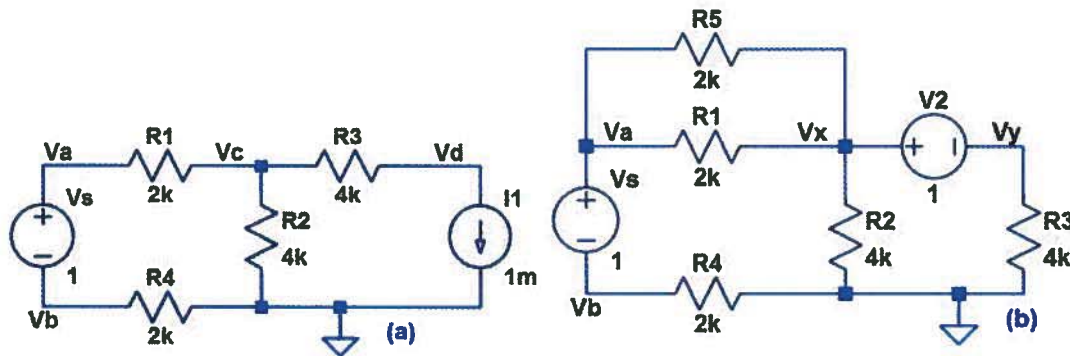 R1
R3
Va
Vc
Vd
2k
4k
Vs
+
−
1
R2
4k
I1
1m
R4
Vb
2k
(a)
R5
2k
V2
R1
Va
Vx
Vy
+
−
2k
1
Vs
+
−
1
R2
4k
R3
4k
R4
Vb
2k
(b)